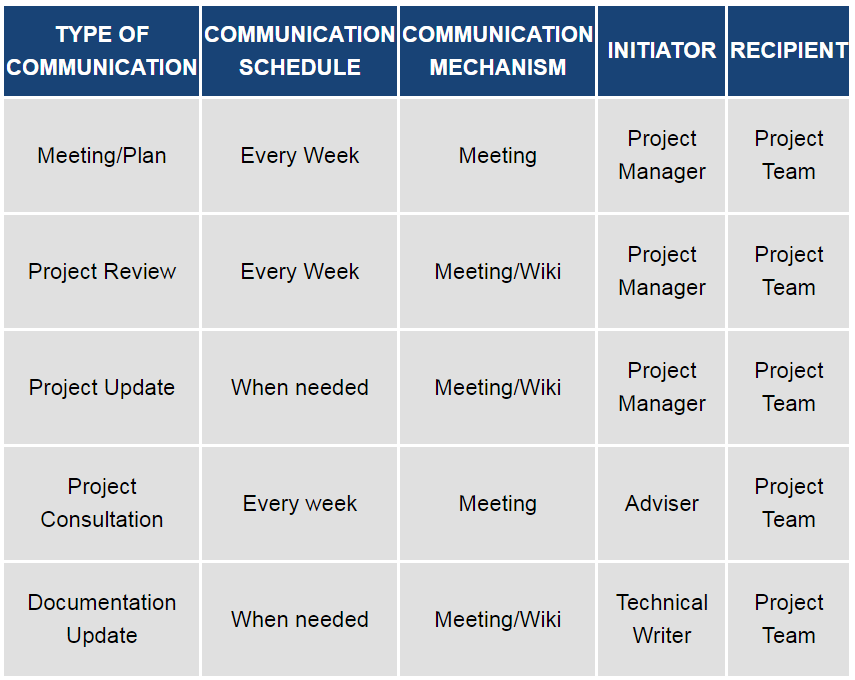 TYPE OF
COMMUNICATION
COMMUNICATION
SCHEDULE
COMMUNICATION
MECHANISM
INITIATOR
RECIPIENT
Meeting/Plan
Every Week
Meeting
Project
Manager
Project
Team
Project Review
Every Week
Meeting/Wiki
Project
Manager
Project
Team
Project Update
When needed
Meeting/Wiki
Project
Manager
Project
Team
Project
Consultation
Every week
Meeting
Adviser
Project
Team
Documentation
Update
When needed
Meeting/Wiki
Technical
Writer
Project
Team